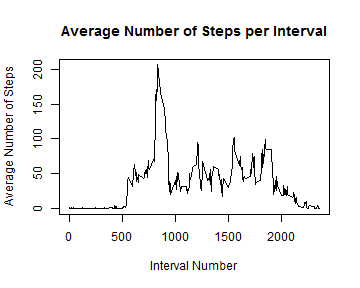 Average Number of Steps per Interval
Average Number of Steps
200
150
100
50
0
0 500 1000 1500 2000
Interval Number